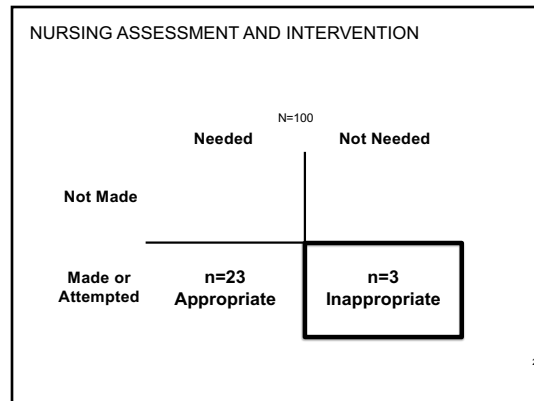 NURSING ASSESSMENT AND INTERVENTION
N=100
Needed Not Needed
Not Made
Made or
Attempted
n=23
Appropriate
n=3
Inappropriate